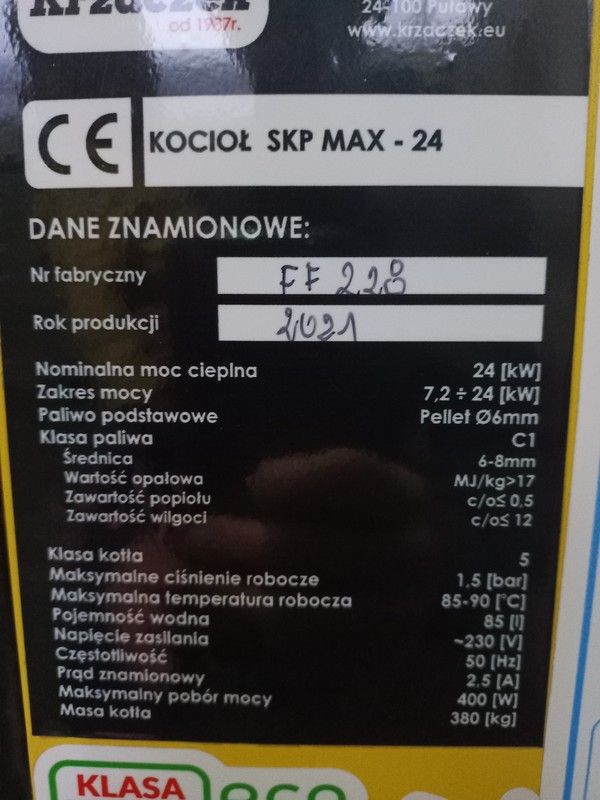 Krzaczek
od 1987r.
24-100 Puławy
www.krzaczek.eu
CE KOCIOŁ SKP MAX - 24
DANE ZNAMIONOWE:
Nr fabryczny FF 228
Rok produkcji 2021
Nominalna moc cieplna 24 [kW]
Zakres mocy 7,2 ÷ 24 [kW]
Paliwo podstawowe Pellet Ø6mm
Klasa paliwa C1
Średnica 6-8mm
Wartość opałowa MJ/kg>17
Zawartość popiołu c/o≤ 0,5
Zawartość wilgoci c/o≤ 12
Klasa kotła 5
Maksymalne ciśnienie robocze 1,5 [bar]
Maksymalna temperatura robocza 85-90 [°C]
Pojemność wodna 85 [l]
Napięcie zasilania ~230 [V]
Częstotliwość 50 [Hz]
Prąd znamionowy 2,5 [A]
Maksymalny pobór mocy 400 [W]
Masa kotła 380 [kg]
KLASA eco